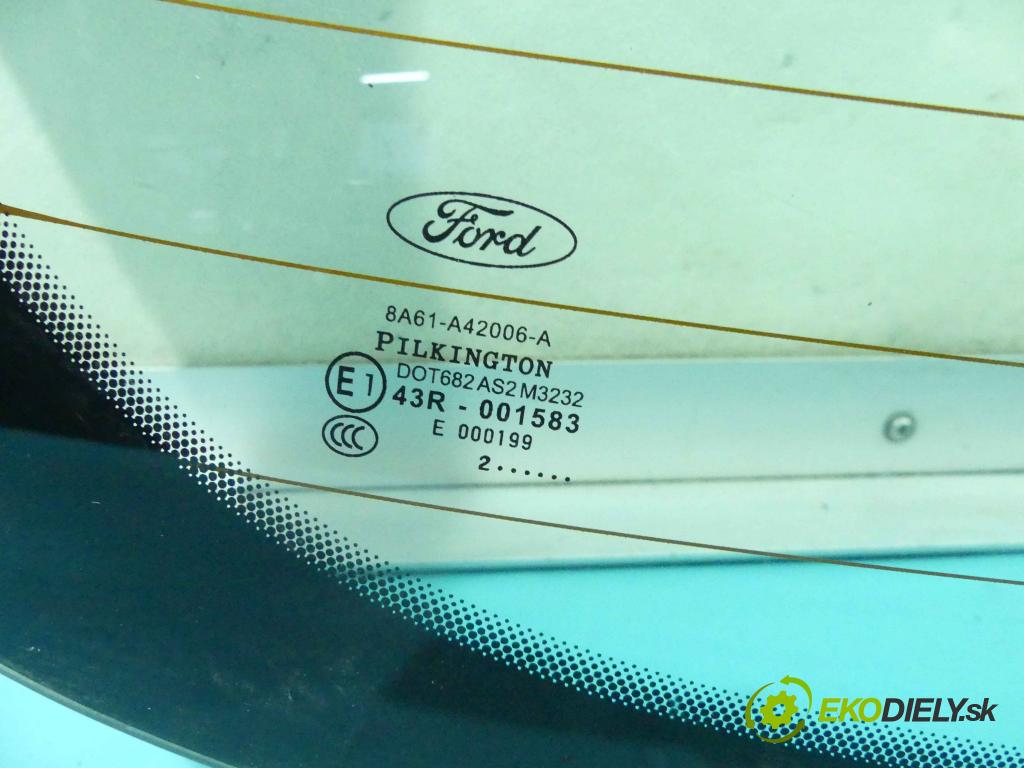 Ford
8A61-A42006-A
PILKINGTON
E1
DOT682 AS2 M3232
43R - 001583
CCC
E 000199
2......
EKODIELY.sk